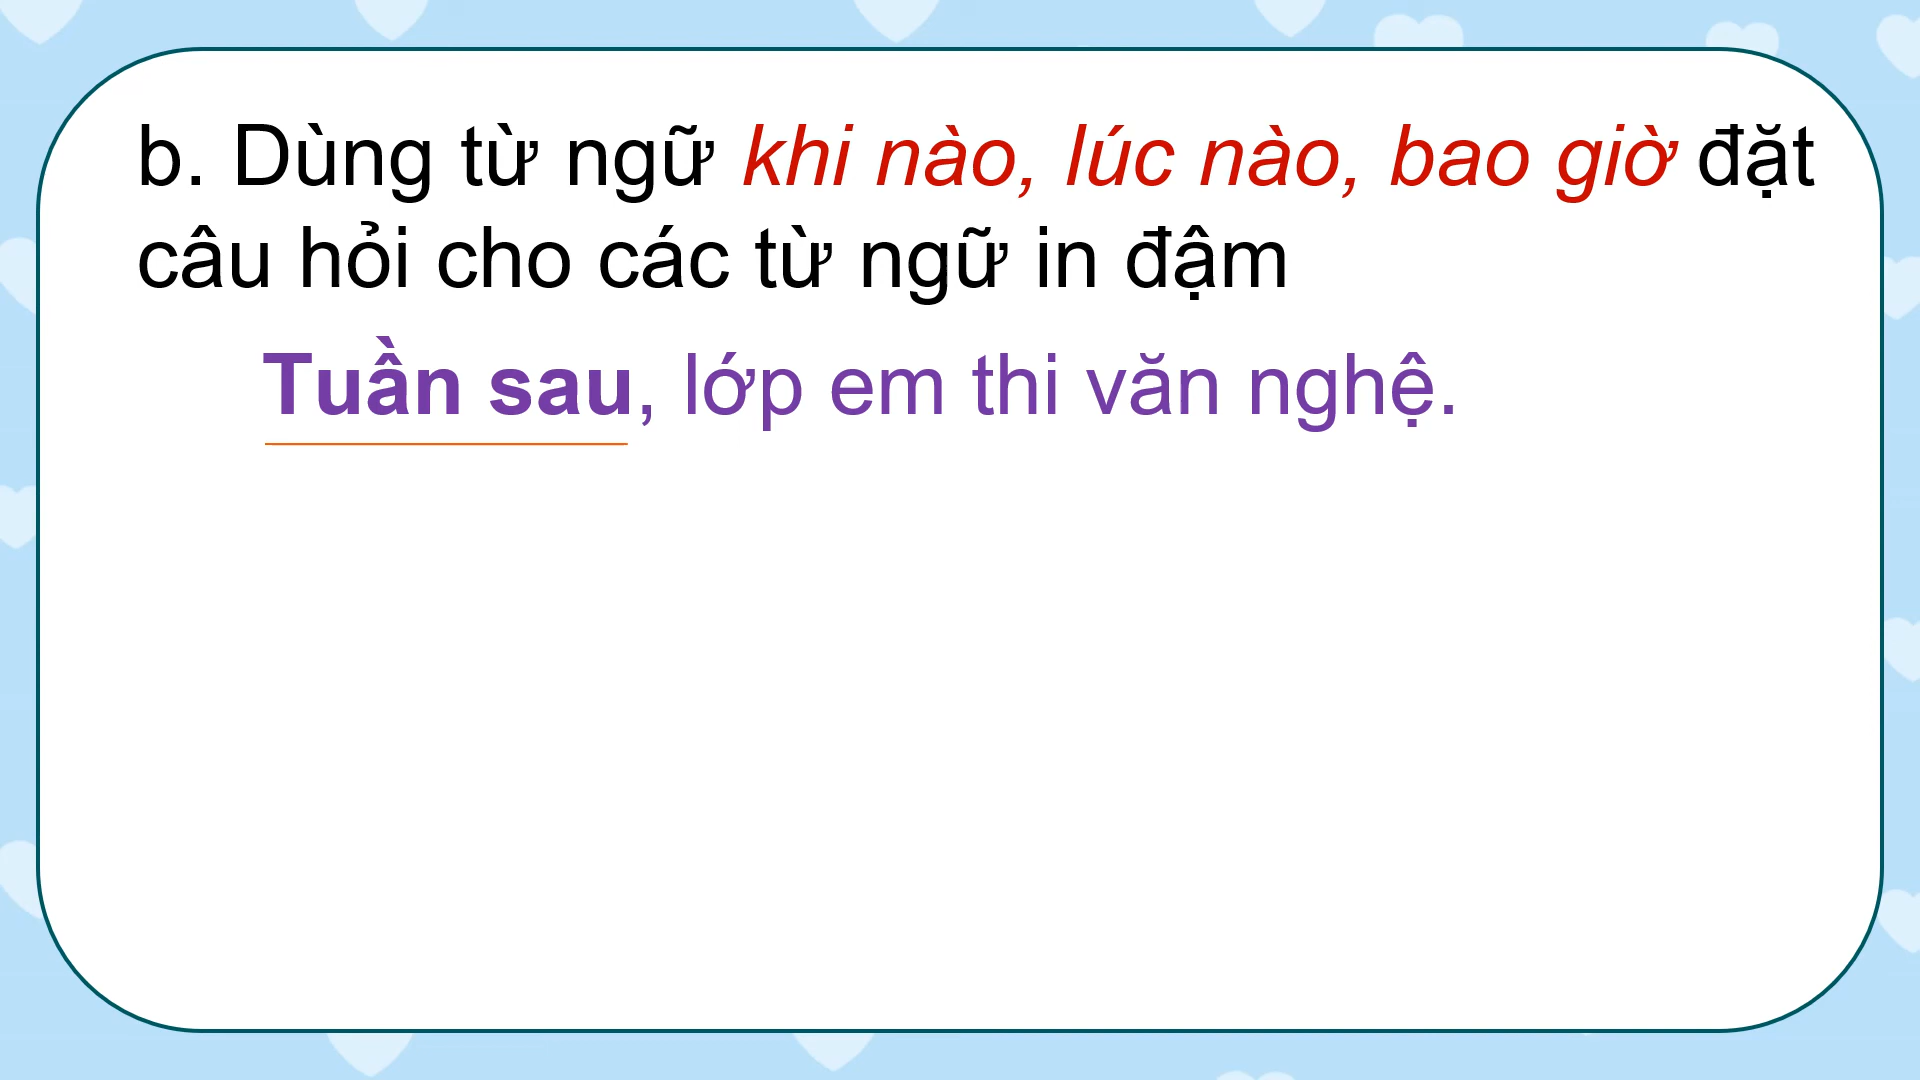 b. Dùng từ ngữ khi nào, lúc nào, bao giờ đặt
câu hỏi cho các từ ngữ in đậm
Tuần sau, lớp em thi văn nghệ.